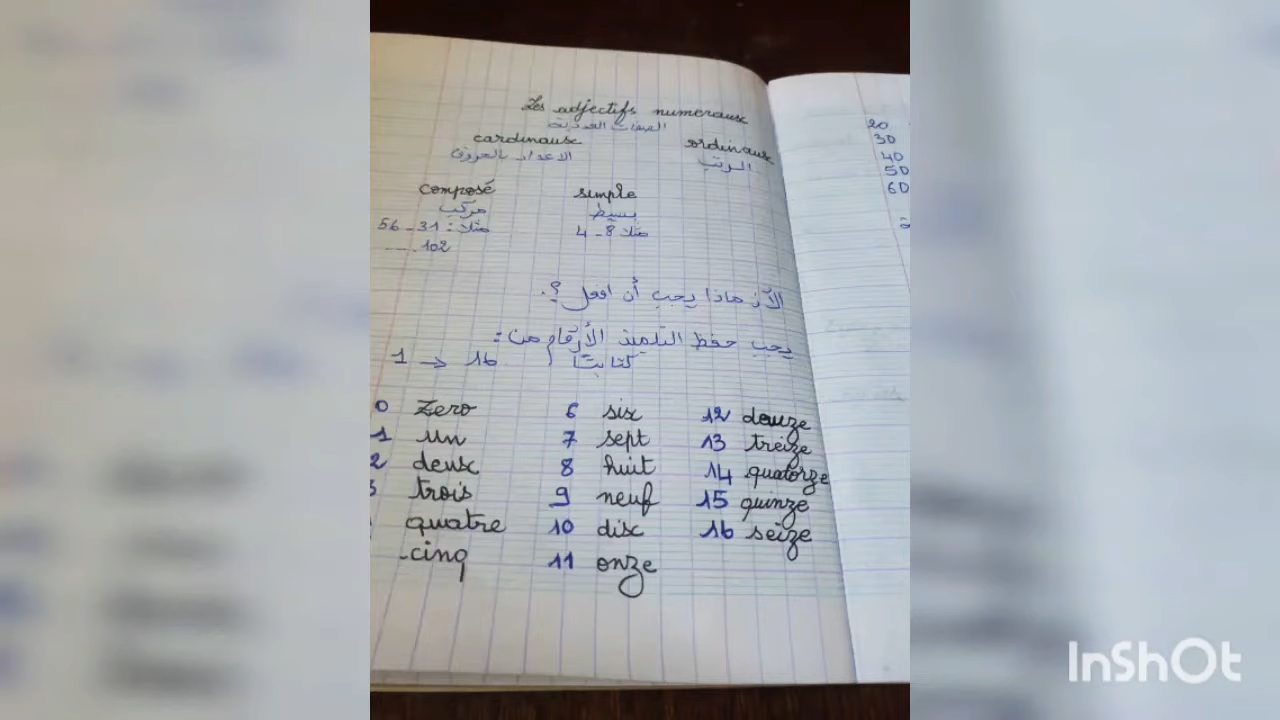 Les adjectifs numéraux
الصفات العددية
cardinaux ordinaux
الاعداد بالحروف الرتب
composé simple
مركب بسيط
مثلا: 31 - 56 مثلا 8 - 4
102 ....
الآن ماذا يجب أن افعل؟.
يجب حفظ التلميذ الأرقام من:
كتابتا 1 → 16
0 Zero 6 six 12 douze
1 un 7 sept 13 treize
2 deux 8 huit 14 quatorze
3 trois 9 neuf 15 quinze
quatre 10 dix 16 seize
cinq 11 onze
20
30
40
50
60
InShOt